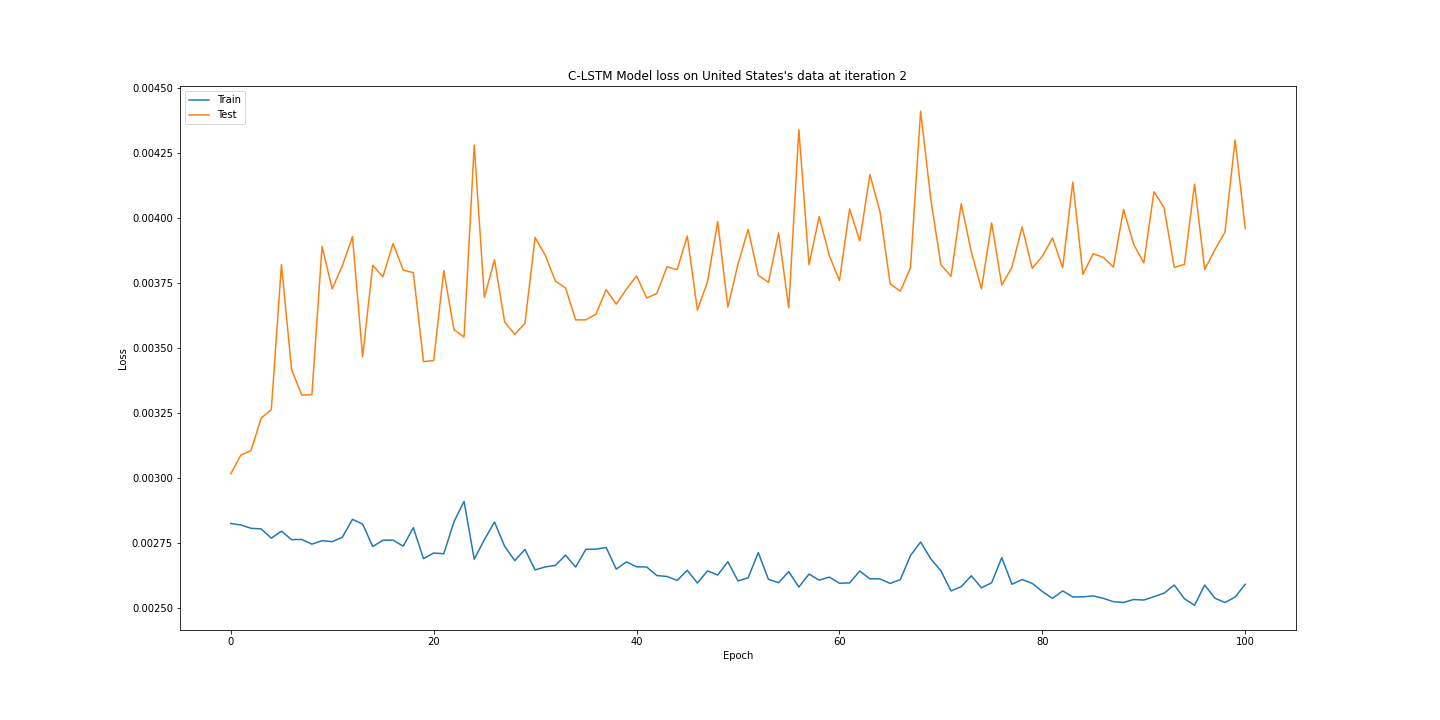 C-LSTM Model loss on United States's data at iteration 2
Train
Test
0.00450
0.00425
0.00400
0.00375
0.00350
0.00325
0.00300
0.00275
0.00250
Loss
0 20 40 60 80 100
Epoch